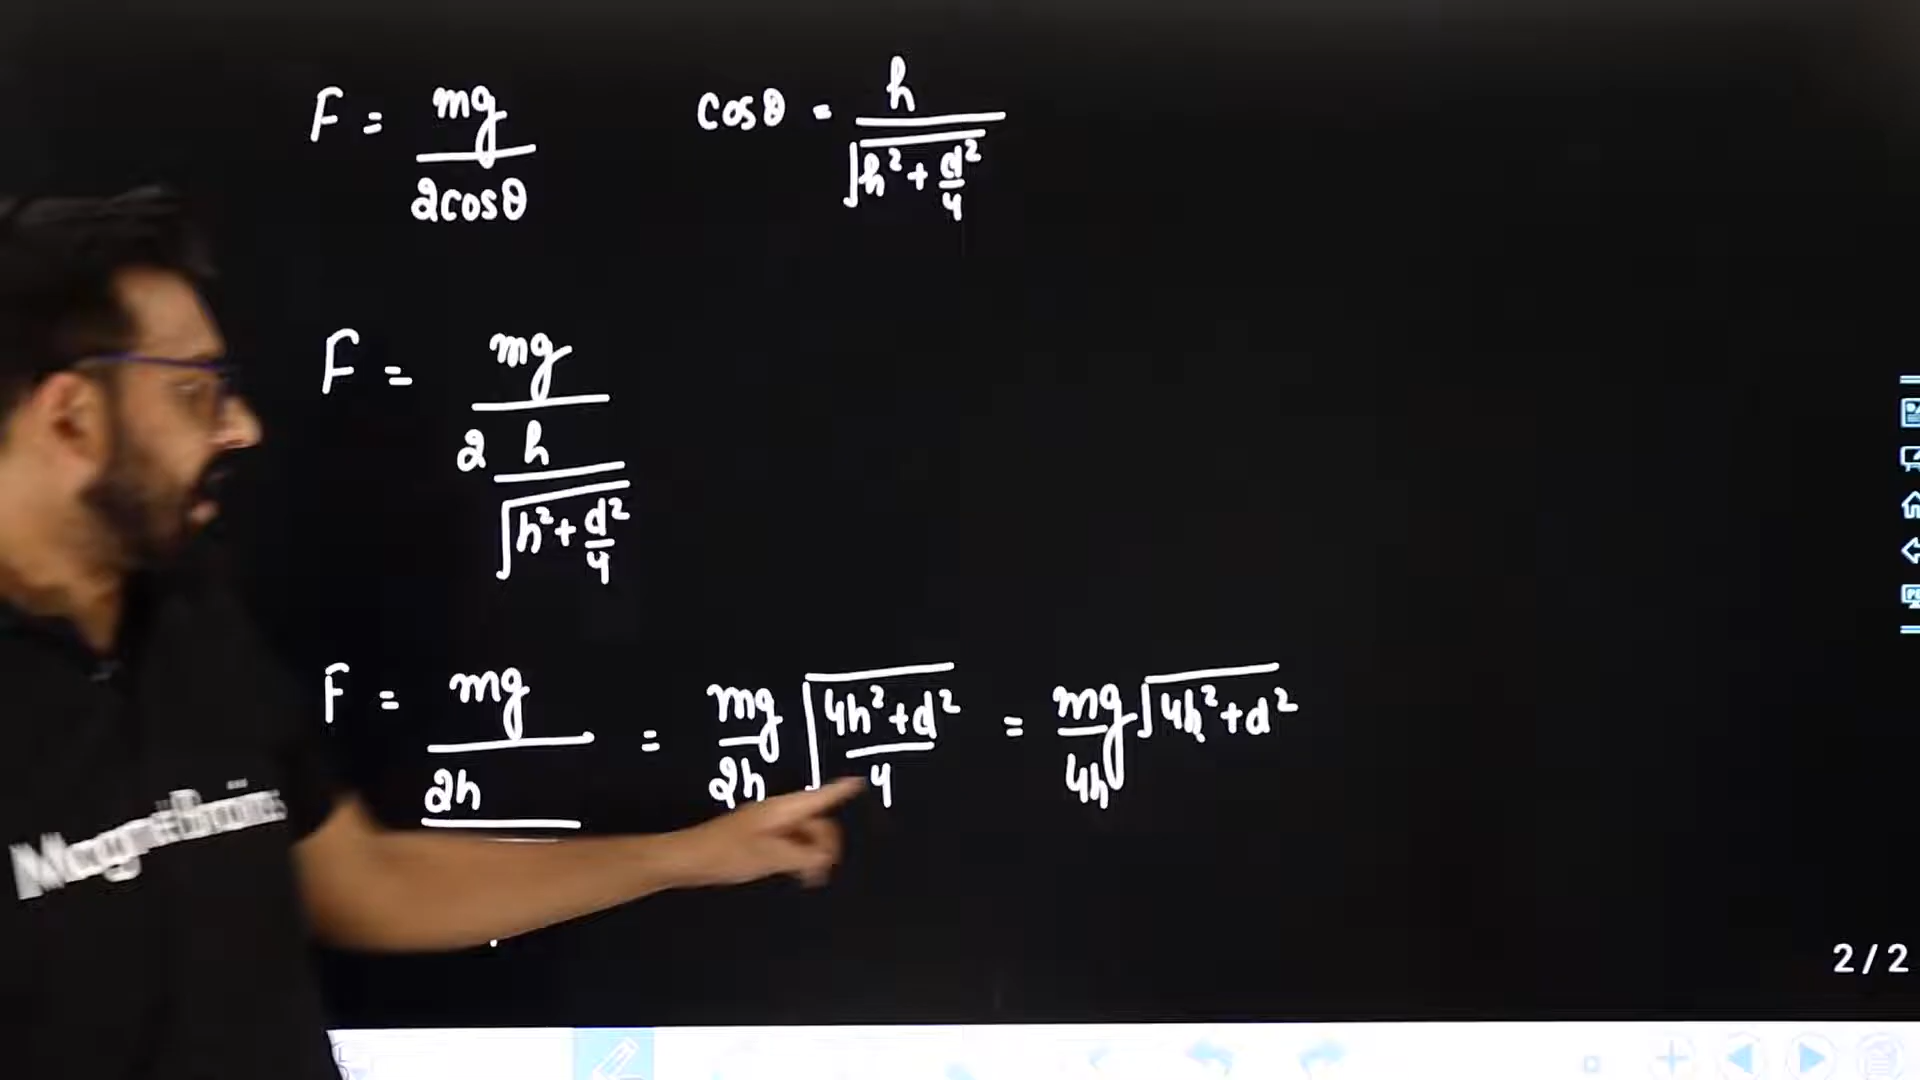 F = mg / 2cosθ    cosθ = h / √(h² + d²/4)
F = mg / (2 h / √(h² + d²/4))
F = mg / 2h = mg/2h √((4h² + d²)/4) = mg/4h √(4h² + d²)
2 / 2